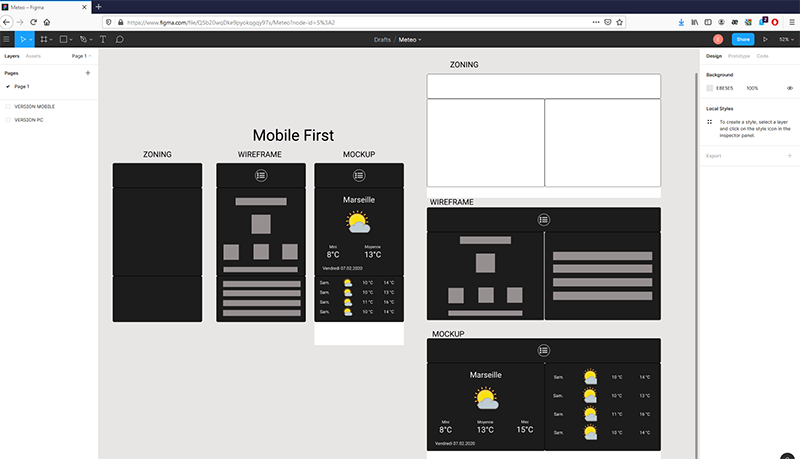 Meteo – Figma
https://www.figma.com/file/Q5b20wqDke9pyokqgqy97s/Meteo?node-id=5%3A2
Drafts / Meteo
Share
52%
Layers
Assets
Page 1
Pages
Page 1
VERSION MOBILE
VERSION PC
Mobile First
ZONING
WIREFRAME
MOCKUP
Marseille
Mini
Moyenne
8°C
13°C
Vendredi 07.02.2020
Sam. 10 °C 14 °C
Sam. 10 °C 13 °C
Sam. 11 °C 16 °C
Sam. 10 °C 14 °C
ZONING
WIREFRAME
MOCKUP
Marseille
Mini
Moyenne
Max
8°C
13°C
15°C
Vendredi 07.02.2020
Sam. 10 °C 14 °C
Sam. 10 °C 13 °C
Sam. 11 °C 16 °C
Sam. 10 °C 14 °C
Design
Prototype
Code
Background
E8E5E5
100%
Local Styles
To create a style, select a layer
and click on the style icon in the
inspector panel.
Export